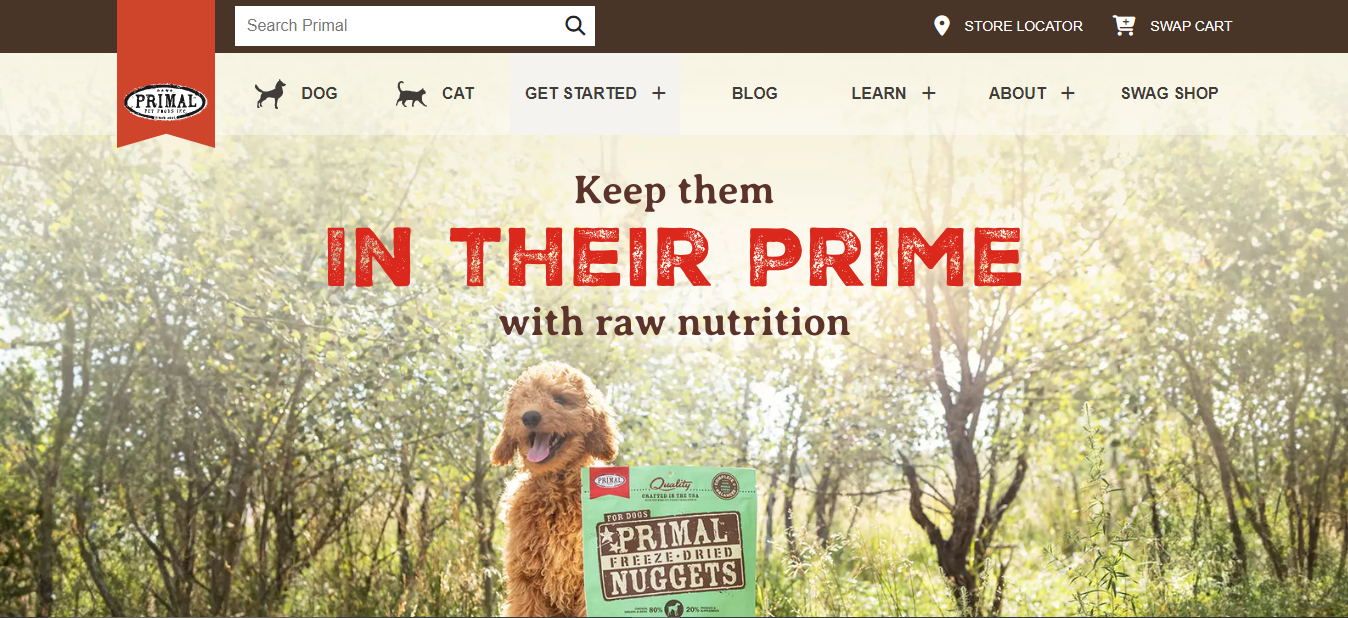 Search Primal
STORE LOCATOR
SWAP CART
PRIMAL
PET FOODS INC.
DOG
CAT
GET STARTED +
BLOG
LEARN +
ABOUT +
SWAG SHOP
Keep them
IN THEIR PRIME
with raw nutrition
PRIMAL
Quality
CRAFTED IN THE USA
FOR DOGS
PRIMAL
FREEZE-DRIED
NUGGETS
80%
20%